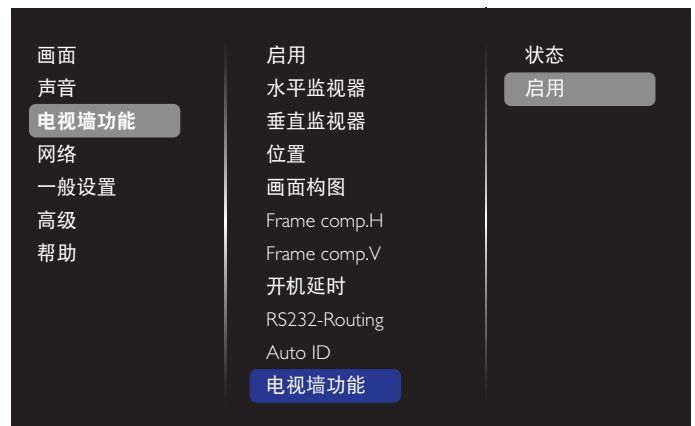 画面
声音
电视墙功能
网络
一般设置
高级
帮助
启用
水平监视器
垂直监视器
位置
画面构图
Frame comp.H
Frame comp.V
开机延时
RS232-Routing
Auto ID
电视墙功能
状态
启用